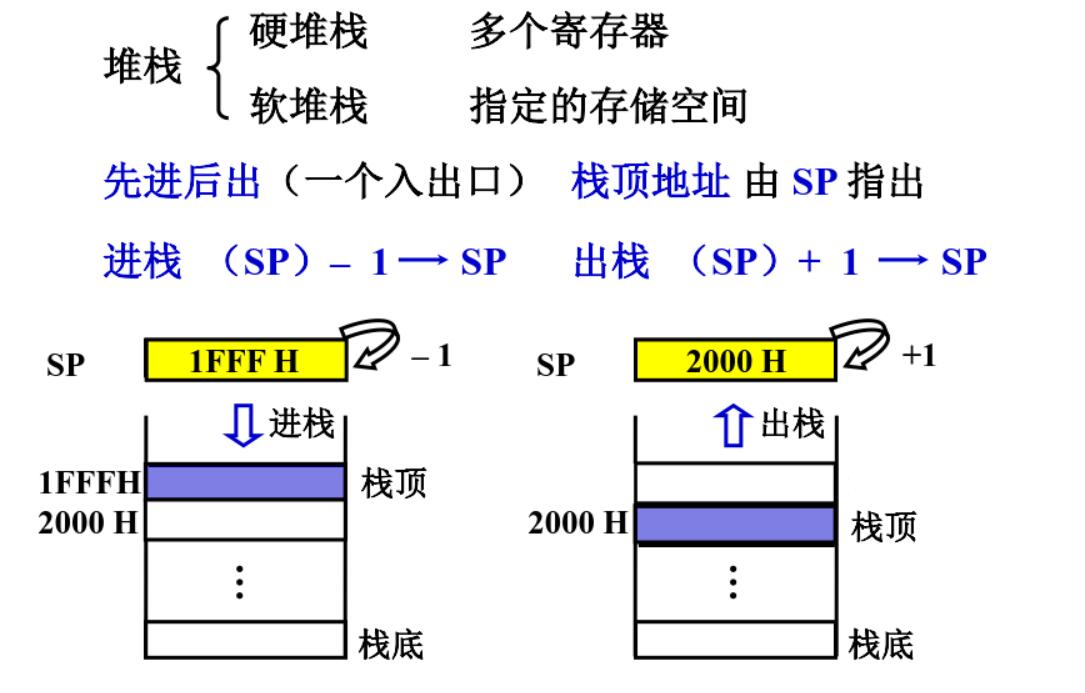 硬堆栈 多个寄存器
堆栈
软堆栈 指定的存储空间
先进后出（一个入出口） 栈顶地址 由 SP 指出
进栈 （SP）– 1 → SP 出栈 （SP）+ 1 → SP
SP 1FFF H – 1 SP 2000 H +1
进栈 出栈
1FFFH 栈顶
2000 H 2000 H 栈顶
⋮ ⋮
栈底 栈底